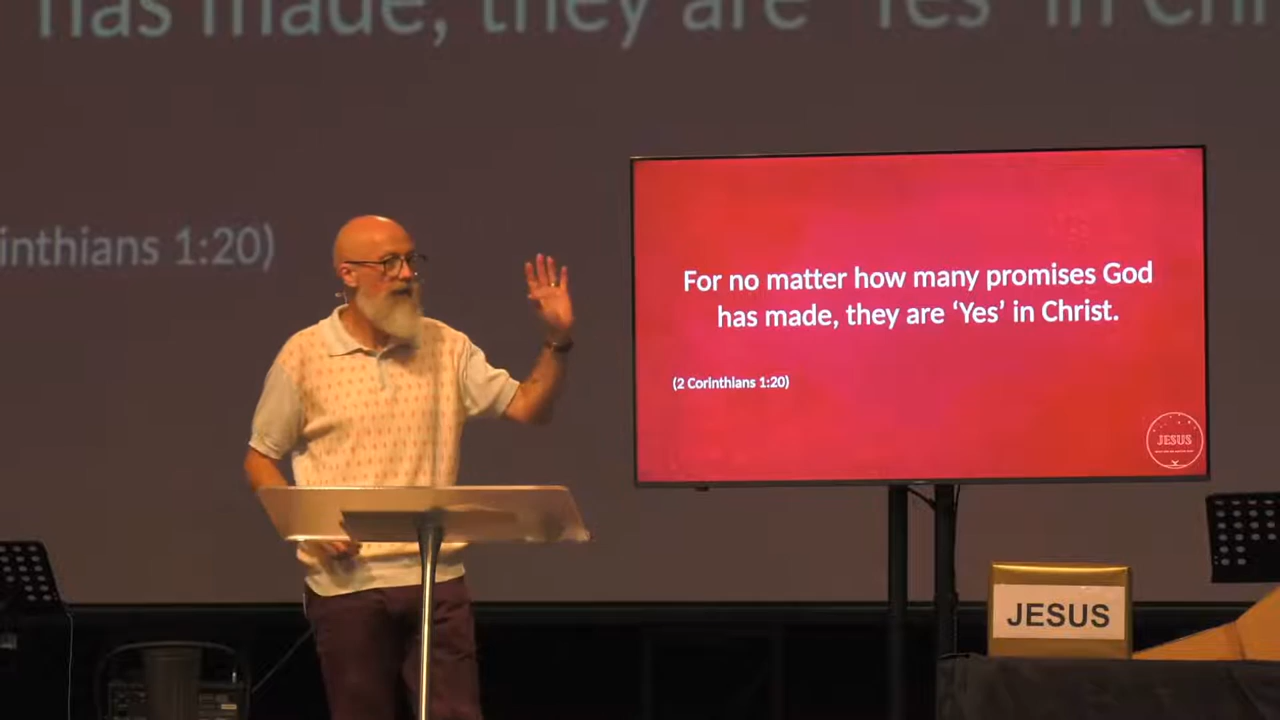 has made, they are 'Yes' in Chri
inthians 1:20)
For no matter how many promises God
has made, they are ‘Yes’ in Christ.
(2 Corinthians 1:20)
JESUS
JESUS